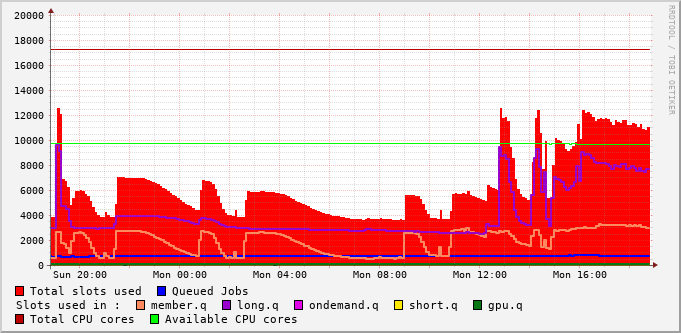 20000
18000
16000
14000
12000
10000
8000
6000
4000
2000
0
Sun 20:00 Mon 00:00 Mon 04:00 Mon 08:00 Mon 12:00 Mon 16:00
RRDTOOL / TOBI OETIKER
Total slots used Queued Jobs
Slots used in : member.q long.q ondemand.q short.q gpu.q
Total CPU cores Available CPU cores